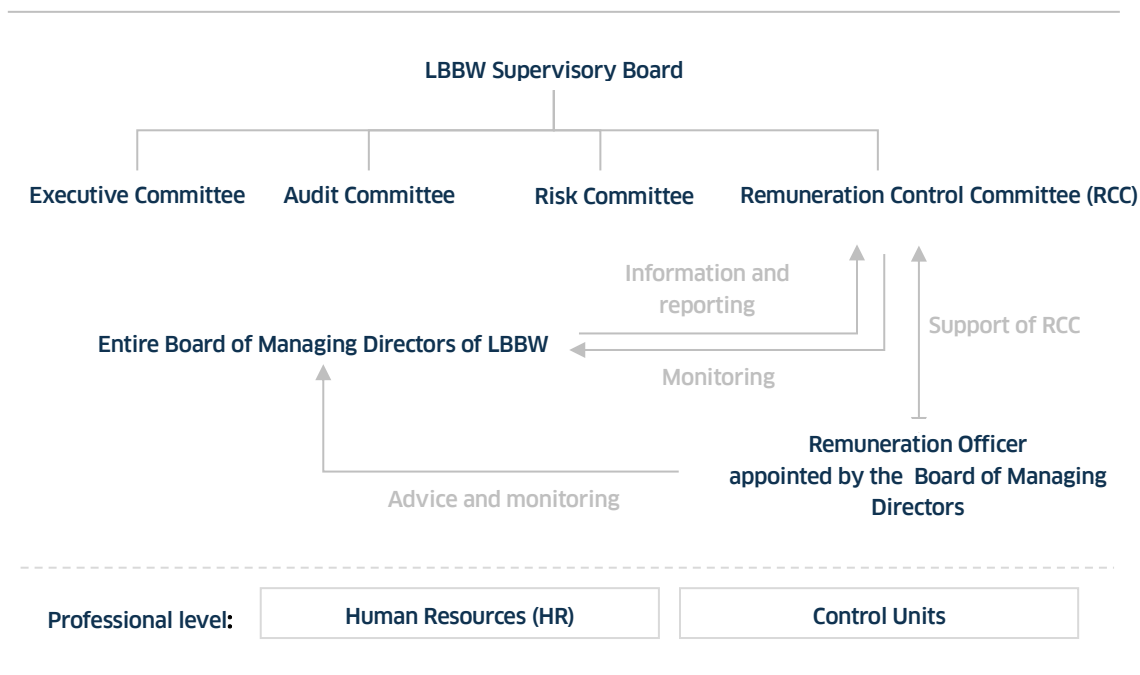 LBBW Supervisory Board
Executive Committee
Audit Committee
Risk Committee
Remuneration Control Committee (RCC)
Information and
reporting
Support of RCC
Entire Board of Managing Directors of LBBW
Monitoring
Remuneration Officer
appointed by the Board of Managing
Directors
Advice and monitoring
Professional level:
Human Resources (HR)
Control Units